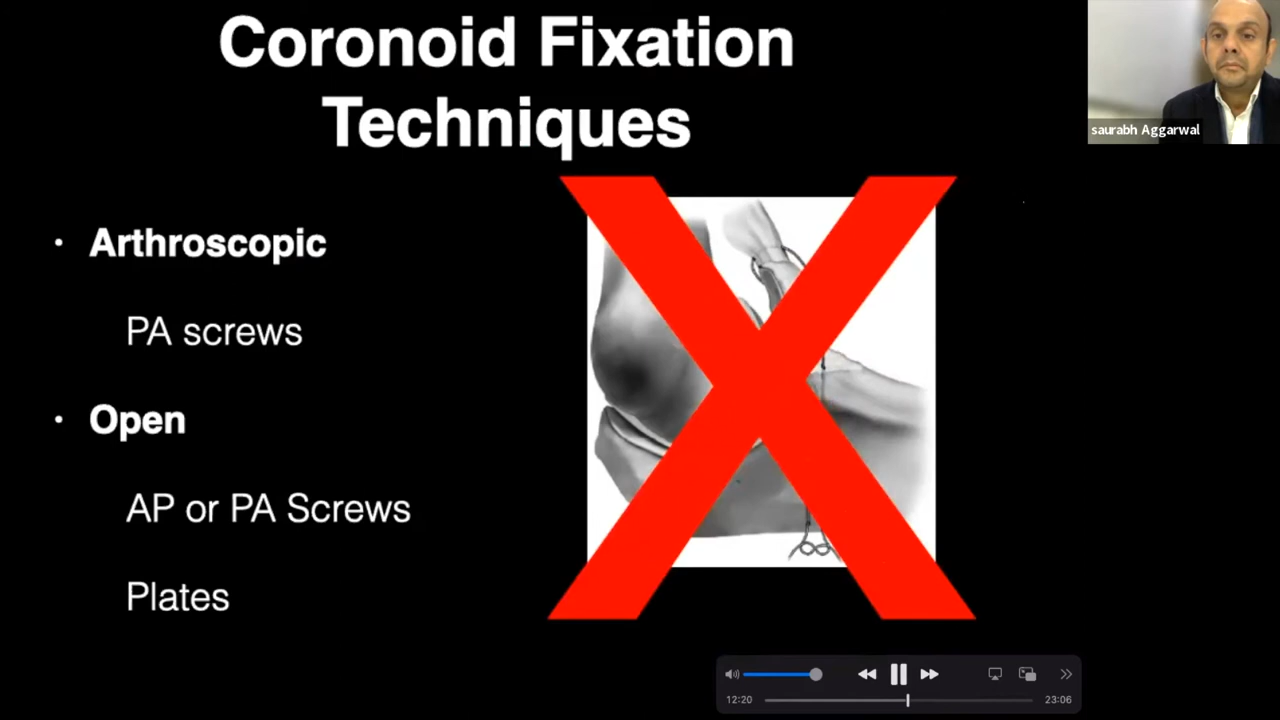 Coronoid Fixation
Techniques
saurabh Aggarwal
• Arthroscopic
PA screws
• Open
AP or PA Screws
Plates
12:20
23:06